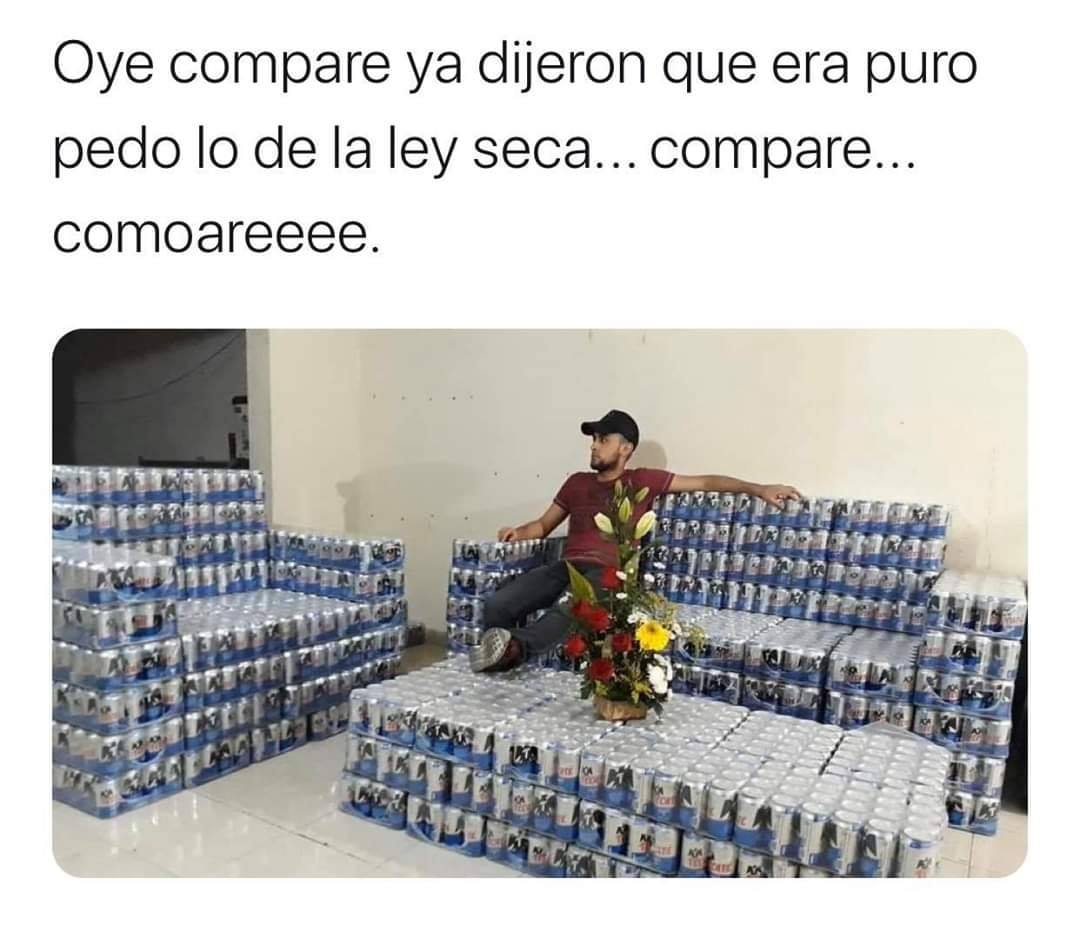 Oye compare ya dijeron que era puro
pedo lo de la ley seca... compare...
comoareeee.